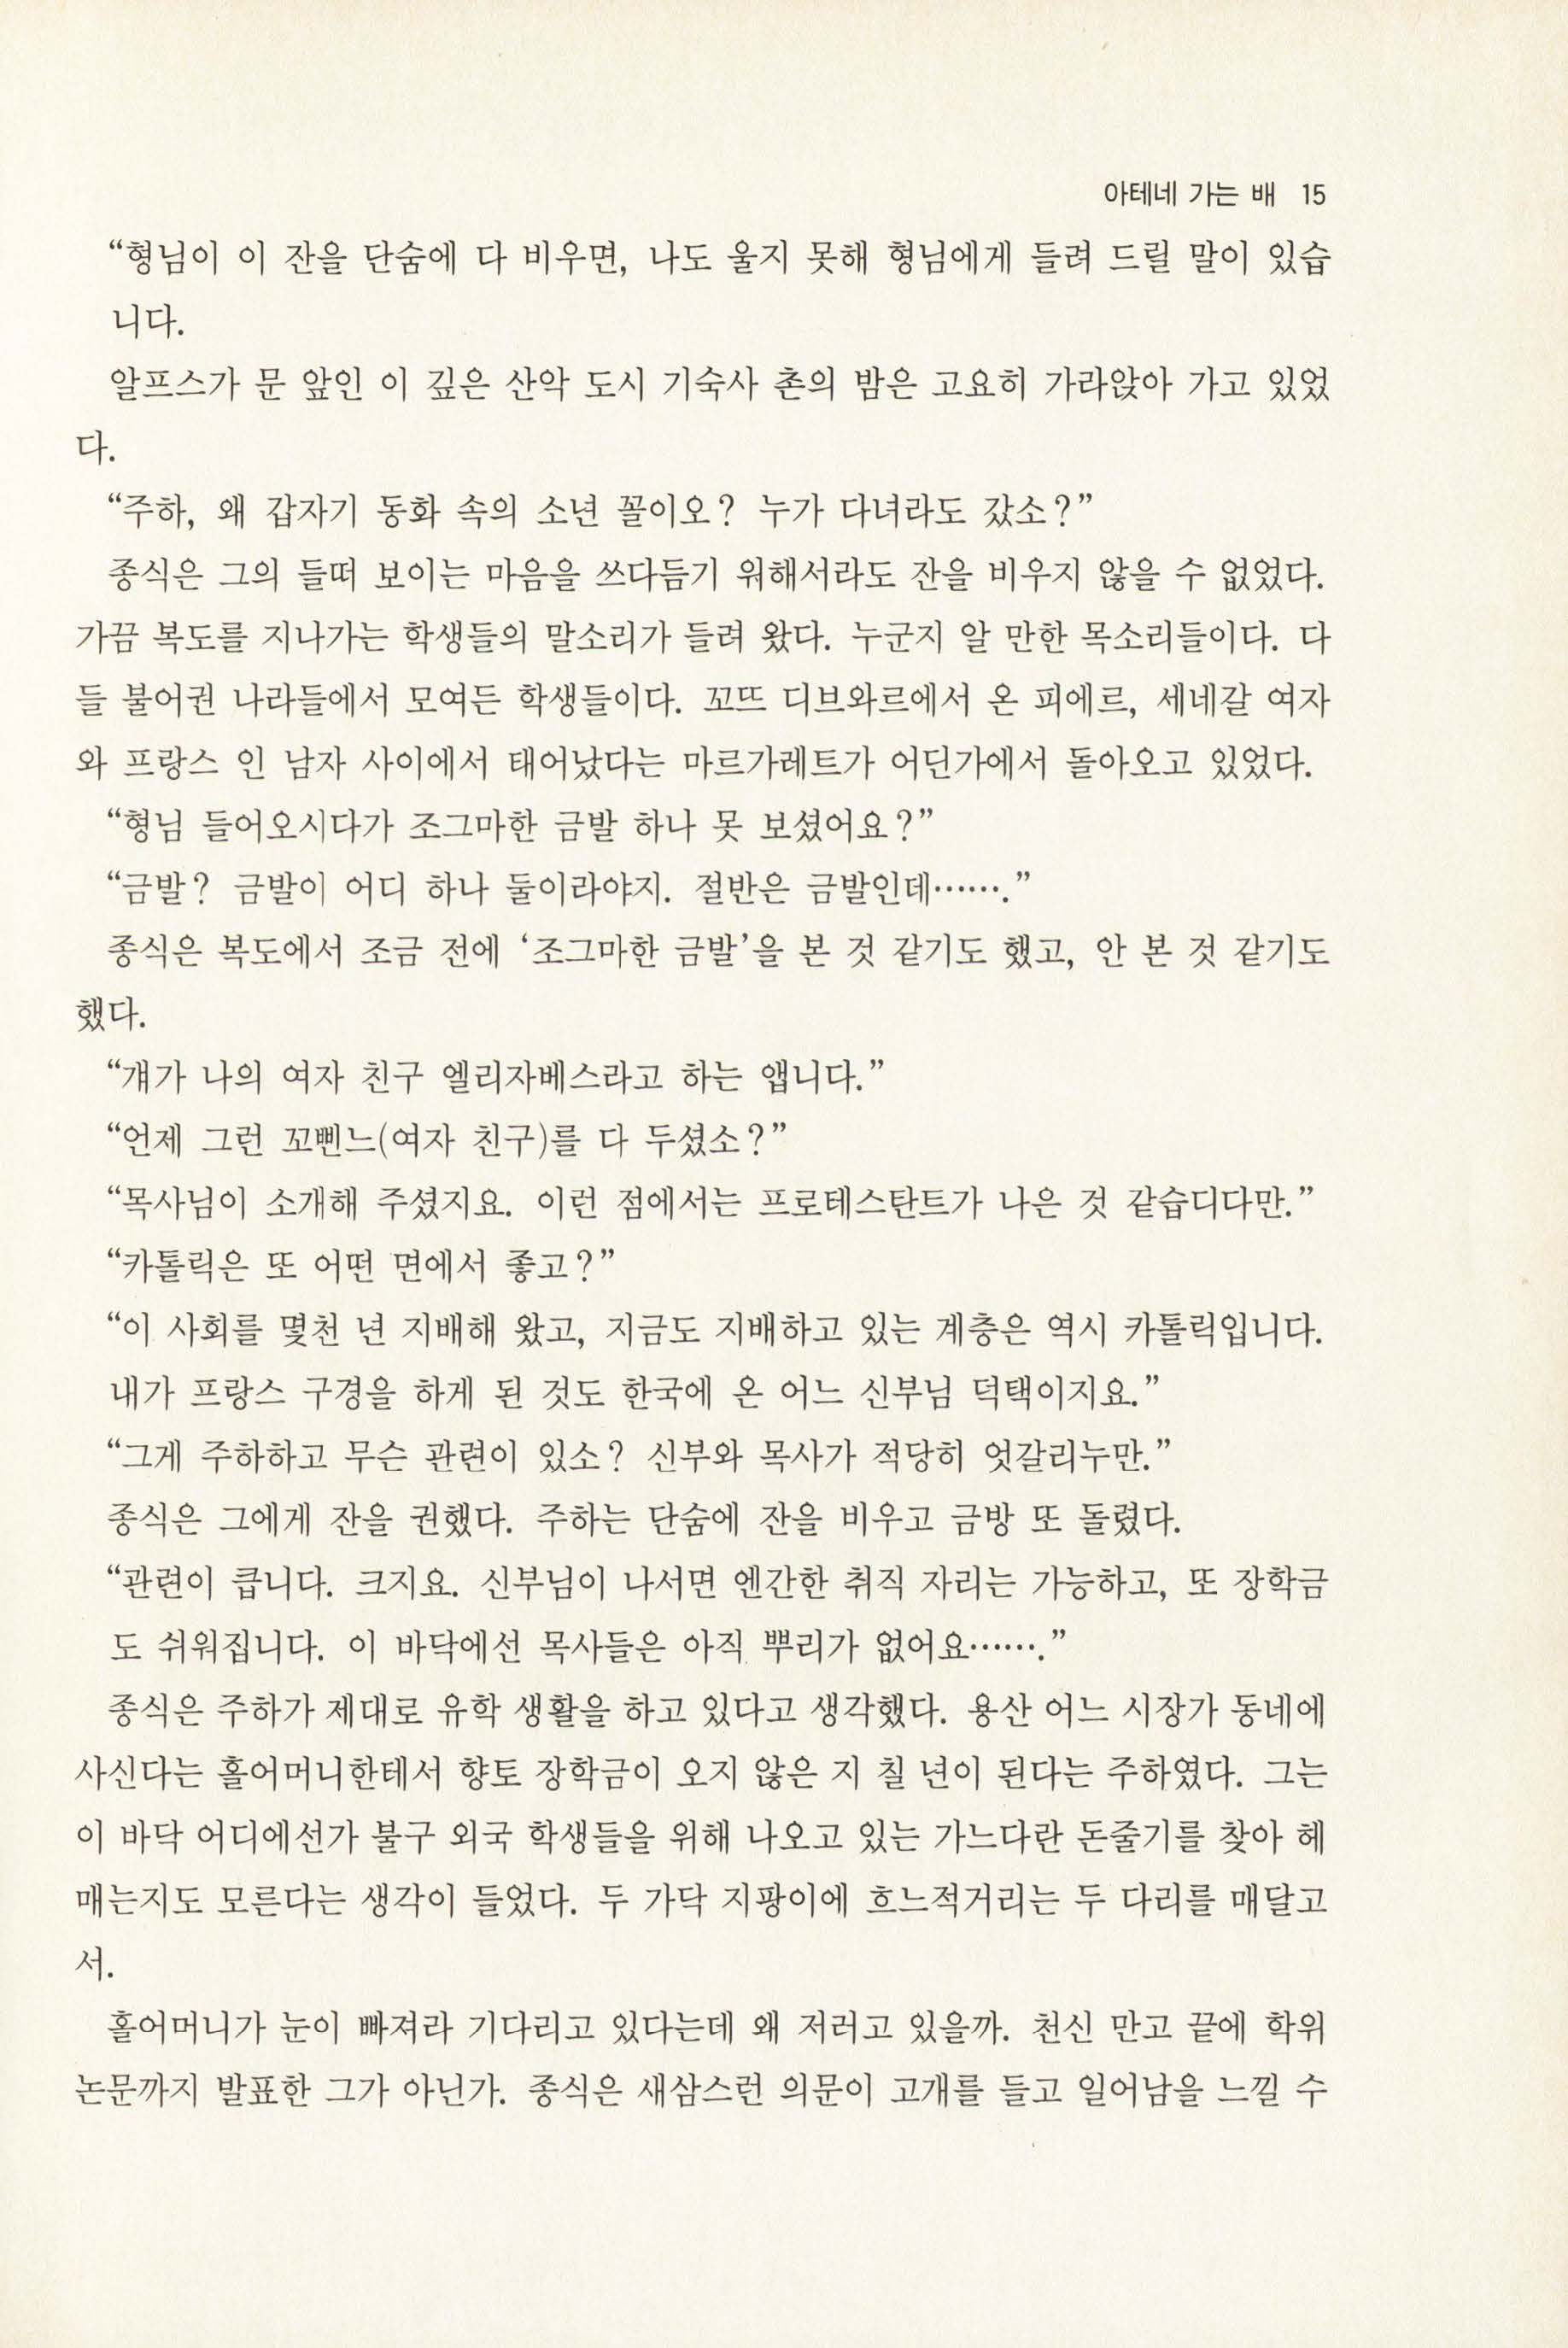 아테네 가는 배 15
“형님이 이 잔을 단숨에 다 비우면, 나도 울지 못해 형님에게 들려 드릴 말이 있습
니다.
알프스가 문 앞인 이 깊은 산악 도시 기숙사 촌의 밤은 고요히 가라앉아 가고 있었
다.
“주하, 왜 갑자기 동화 속의 소년 꼴이오? 누가 다녀라도 갔소?”
종식은 그의 들떠 보이는 마음을 쓰다듬기 위해서라도 잔을 비우지 않을 수 없었다.
가끔 복도를 지나가는 학생들의 말소리가 들려 왔다. 누군지 알 만한 목소리들이다. 다
들 불어권 나라들에서 모여든 학생들이다. 꼬뜨 디브와르에서 온 피에르, 세네갈 여자
와 프랑스 인 남자 사이에서 태어났다는 마르가레트가 어딘가에서 돌아오고 있었다.
“형님 들어오시다가 조그마한 금발 하나 못 보셨어요?”
“금발? 금발이 어디 하나 둘이라야지. 절반은 금발인데…….”
종식은 복도에서 조금 전에 ‘조그마한 금발’을 본 것 같기도 했고, 안 본 것 같기도
했다.
“걔가 나의 여자 친구 엘리자베스라고 하는 앱니다.”
“언제 그런 꼬삔느(여자 친구)를 다 두셨소?”
“목사님이 소개해 주셨지요. 이런 점에서는 프로테스탄트가 나은 것 같습디다만.”
“카톨릭은 또 어떤 면에서 좋고?”
“이 사회를 몇천 년 지배해 왔고, 지금도 지배하고 있는 계층은 역시 카톨릭입니다.
내가 프랑스 구경을 하게 된 것도 한국에 온 어느 신부님 덕택이지요.”
“그게 주하하고 무슨 관련이 있소? 신부와 목사가 적당히 엇갈리누만.”
종식은 그에게 잔을 권했다. 주하는 단숨에 잔을 비우고 금방 또 돌렸다.
“관련이 큽니다. 크지요. 신부님이 나서면 엔간한 취직 자리는 가능하고, 또 장학금
도 쉬워집니다. 이 바닥에선 목사들은 아직 뿌리가 없어요…….”
종식은 주하가 제대로 유학 생활을 하고 있다고 생각했다. 용산 어느 시장가 동네에
사신다는 홀어머니한테서 향토 장학금이 오지 않은 지 칠 년이 된다는 주하였다. 그는
이 바닥 어디에선가 불구 외국 학생들을 위해 나오고 있는 가느다란 돈줄기를 찾아 헤
매는지도 모른다는 생각이 들었다. 두 가닥 지팡이에 흐느적거리는 두 다리를 매달고
서.
홀어머니가 눈이 빠져라 기다리고 있다는데 왜 저러고 있을까. 천신 만고 끝에 학위
논문까지 발표한 그가 아닌가. 종식은 새삼스런 의문이 고개를 들고 일어남을 느낄 수